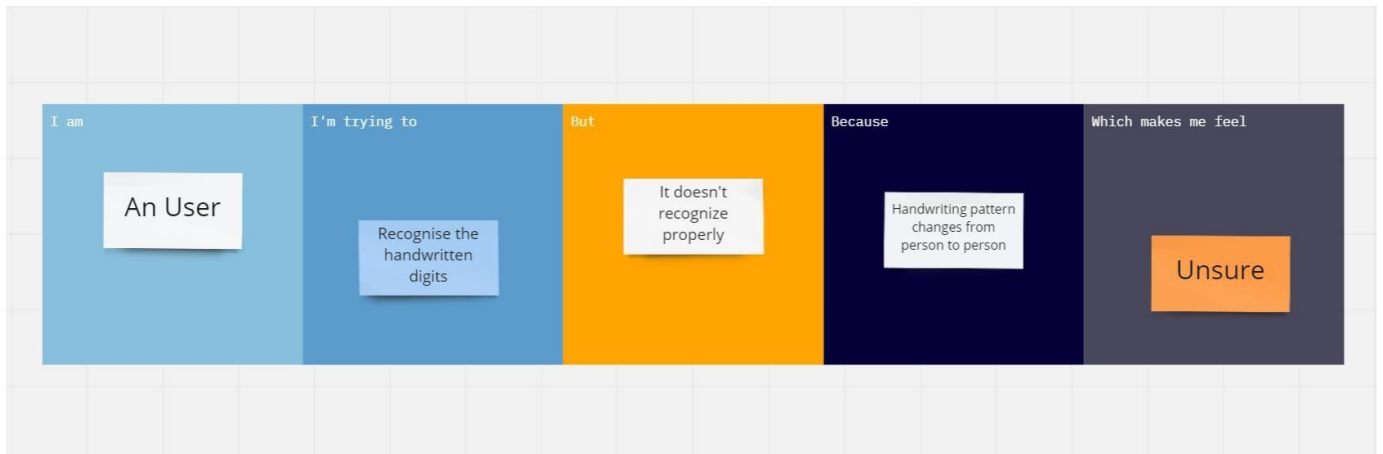 I am
An User
I'm trying to
Recognise the
handwritten
digits
But
It doesn't
recognize
properly
Because
Handwriting pattern
changes from
person to person
Which makes me feel
Unsure